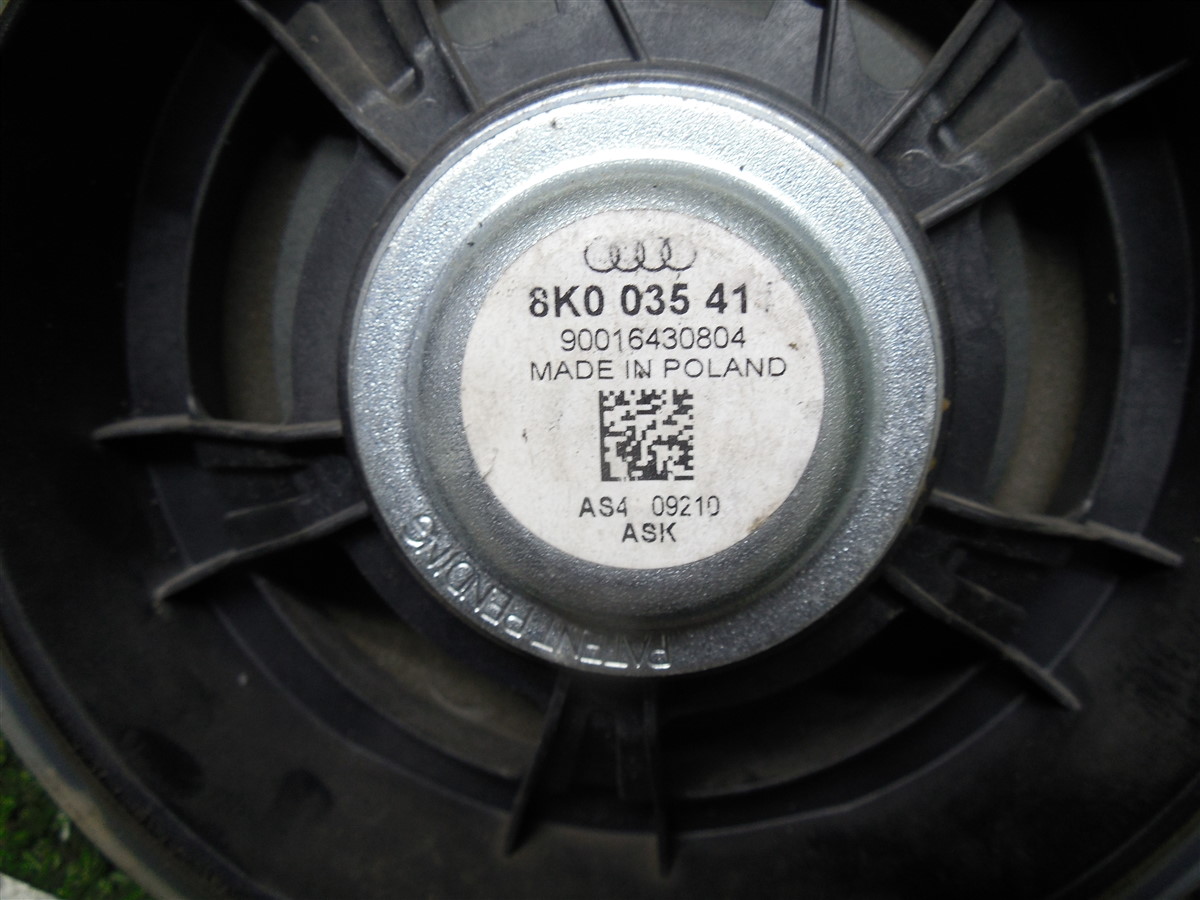 8K0 035 41
90016430804
MADE IN POLAND
AS4 09210
ASK
PATENT PENDING